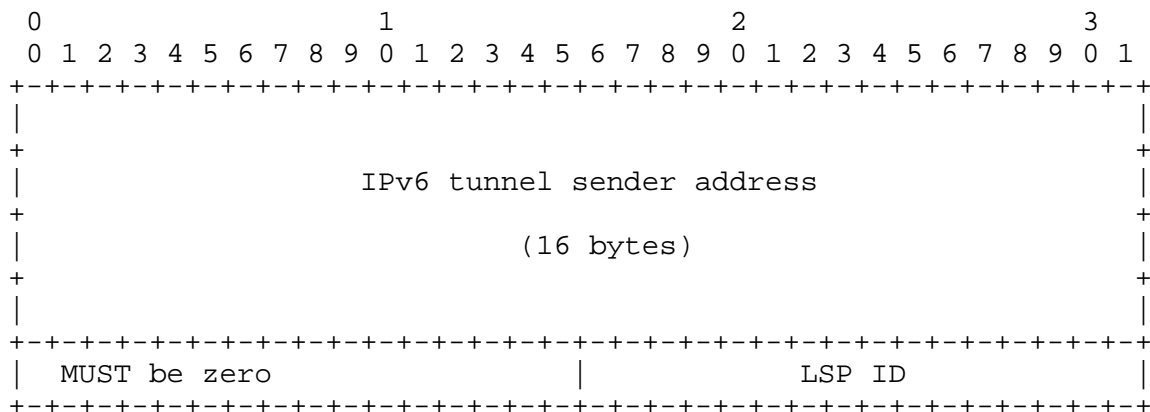 0                   1                   2                   3
 0 1 2 3 4 5 6 7 8 9 0 1 2 3 4 5 6 7 8 9 0 1 2 3 4 5 6 7 8 9 0 1
+-+-+-+-+-+-+-+-+-+-+-+-+-+-+-+-+-+-+-+-+-+-+-+-+-+-+-+-+-+-+-+-+
|                                                               |
+                                                               +
|                   IPv6 tunnel sender address                  |
+                                                               +
|                            (16 bytes)                         |
+                                                               +
|                                                               |
+-+-+-+-+-+-+-+-+-+-+-+-+-+-+-+-+-+-+-+-+-+-+-+-+-+-+-+-+-+-+-+-+
|  MUST be zero                 |            LSP ID             |
+-+-+-+-+-+-+-+-+-+-+-+-+-+-+-+-+-+-+-+-+-+-+-+-+-+-+-+-+-+-+-+-+